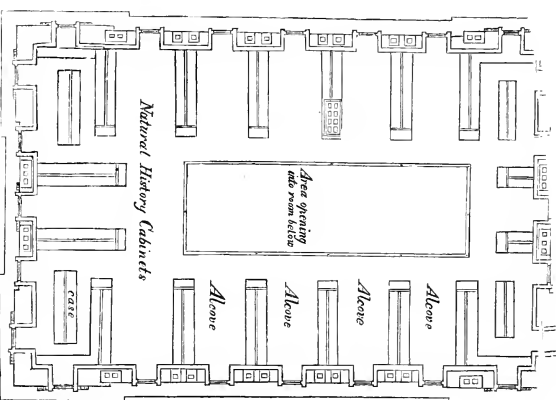 Natural History Cabinets
Area opening
into room below
case
Alcove
Alcove
Alcove
Alcove